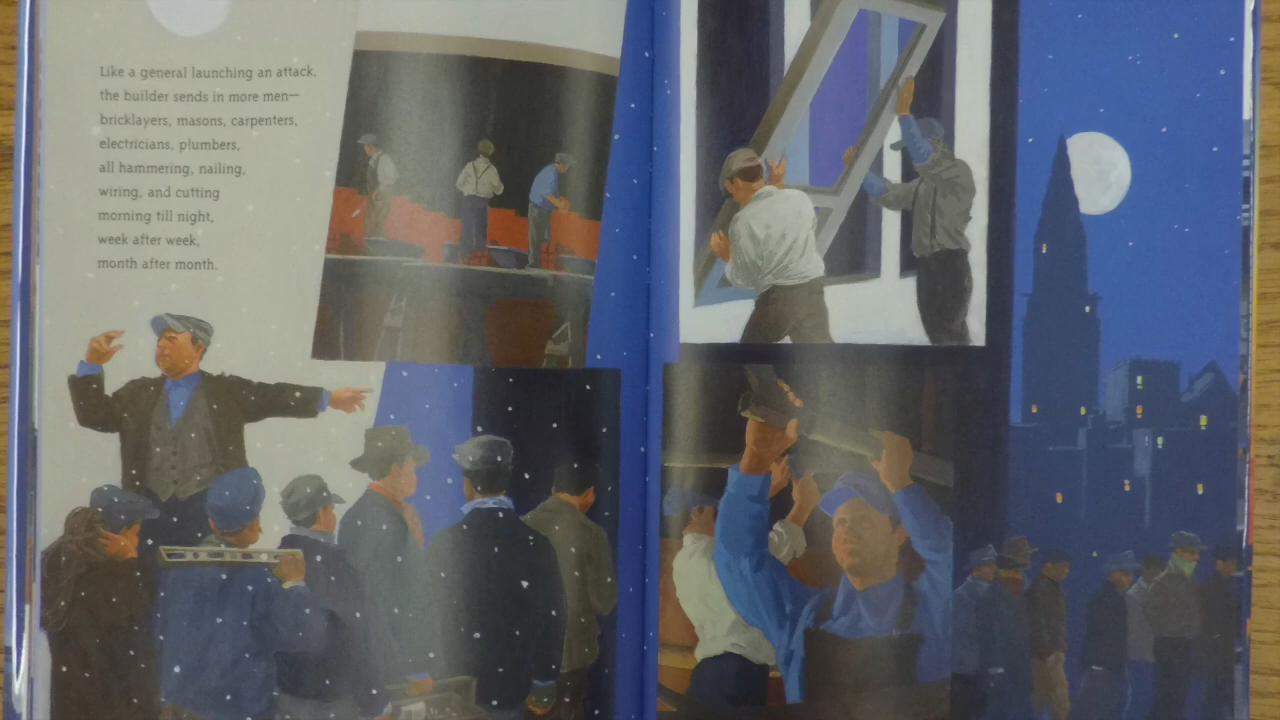 Like a general launching an attack,
the builder sends in more men—
bricklayers, masons, carpenters,
electricians, plumbers,
all hammering, nailing,
wiring, and cutting
morning till night,
week after week,
month after month.